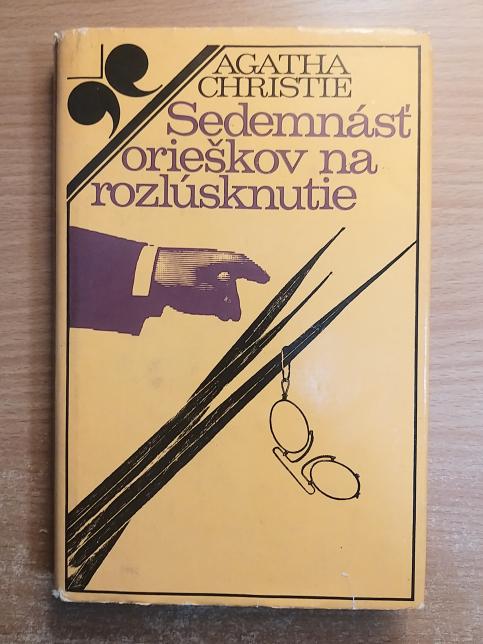 AGATHA
CHRISTIE
Sedemnásť
orieškov na
rozlúsknutie